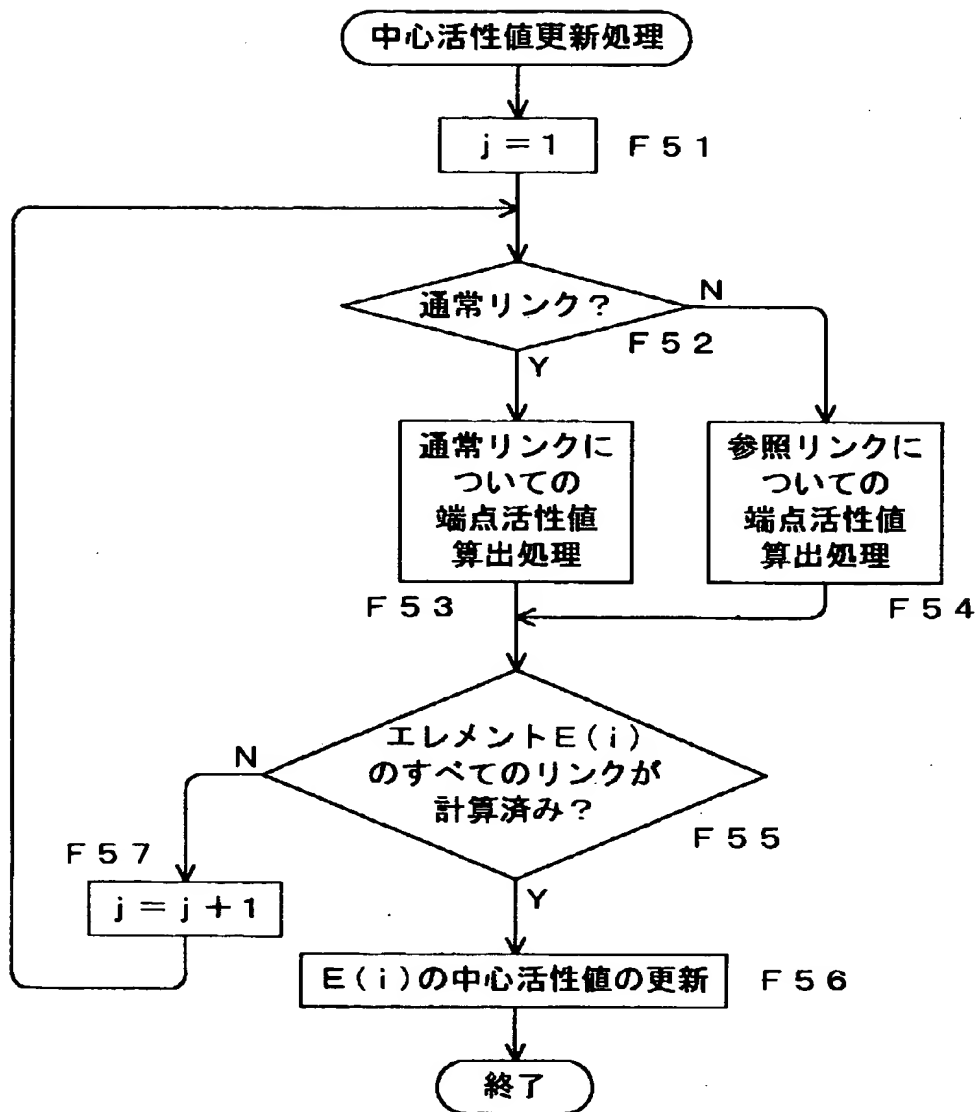 中心活性値更新処理
j=1
F51
通常リンク?
N
F52
Y
通常リンクに
ついての
端点活性値
算出処理
参照リンクに
ついての
端点活性値
算出処理
F53
F54
エレメントE(i)
のすべてのリンクが
計算済み?
N
F55
F57
j=j+1
Y
E(i)の中心活性値の更新
F56
終了